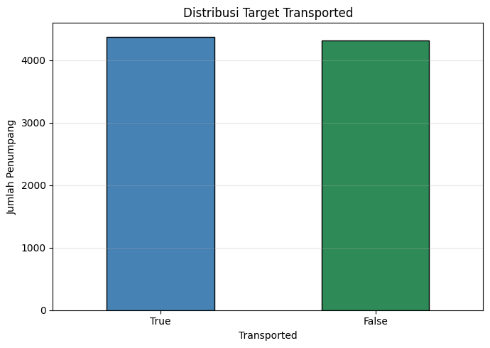 Distribusi Target Transported
Jumlah Penumpang
4000
3000
2000
1000
0
True
False
Transported